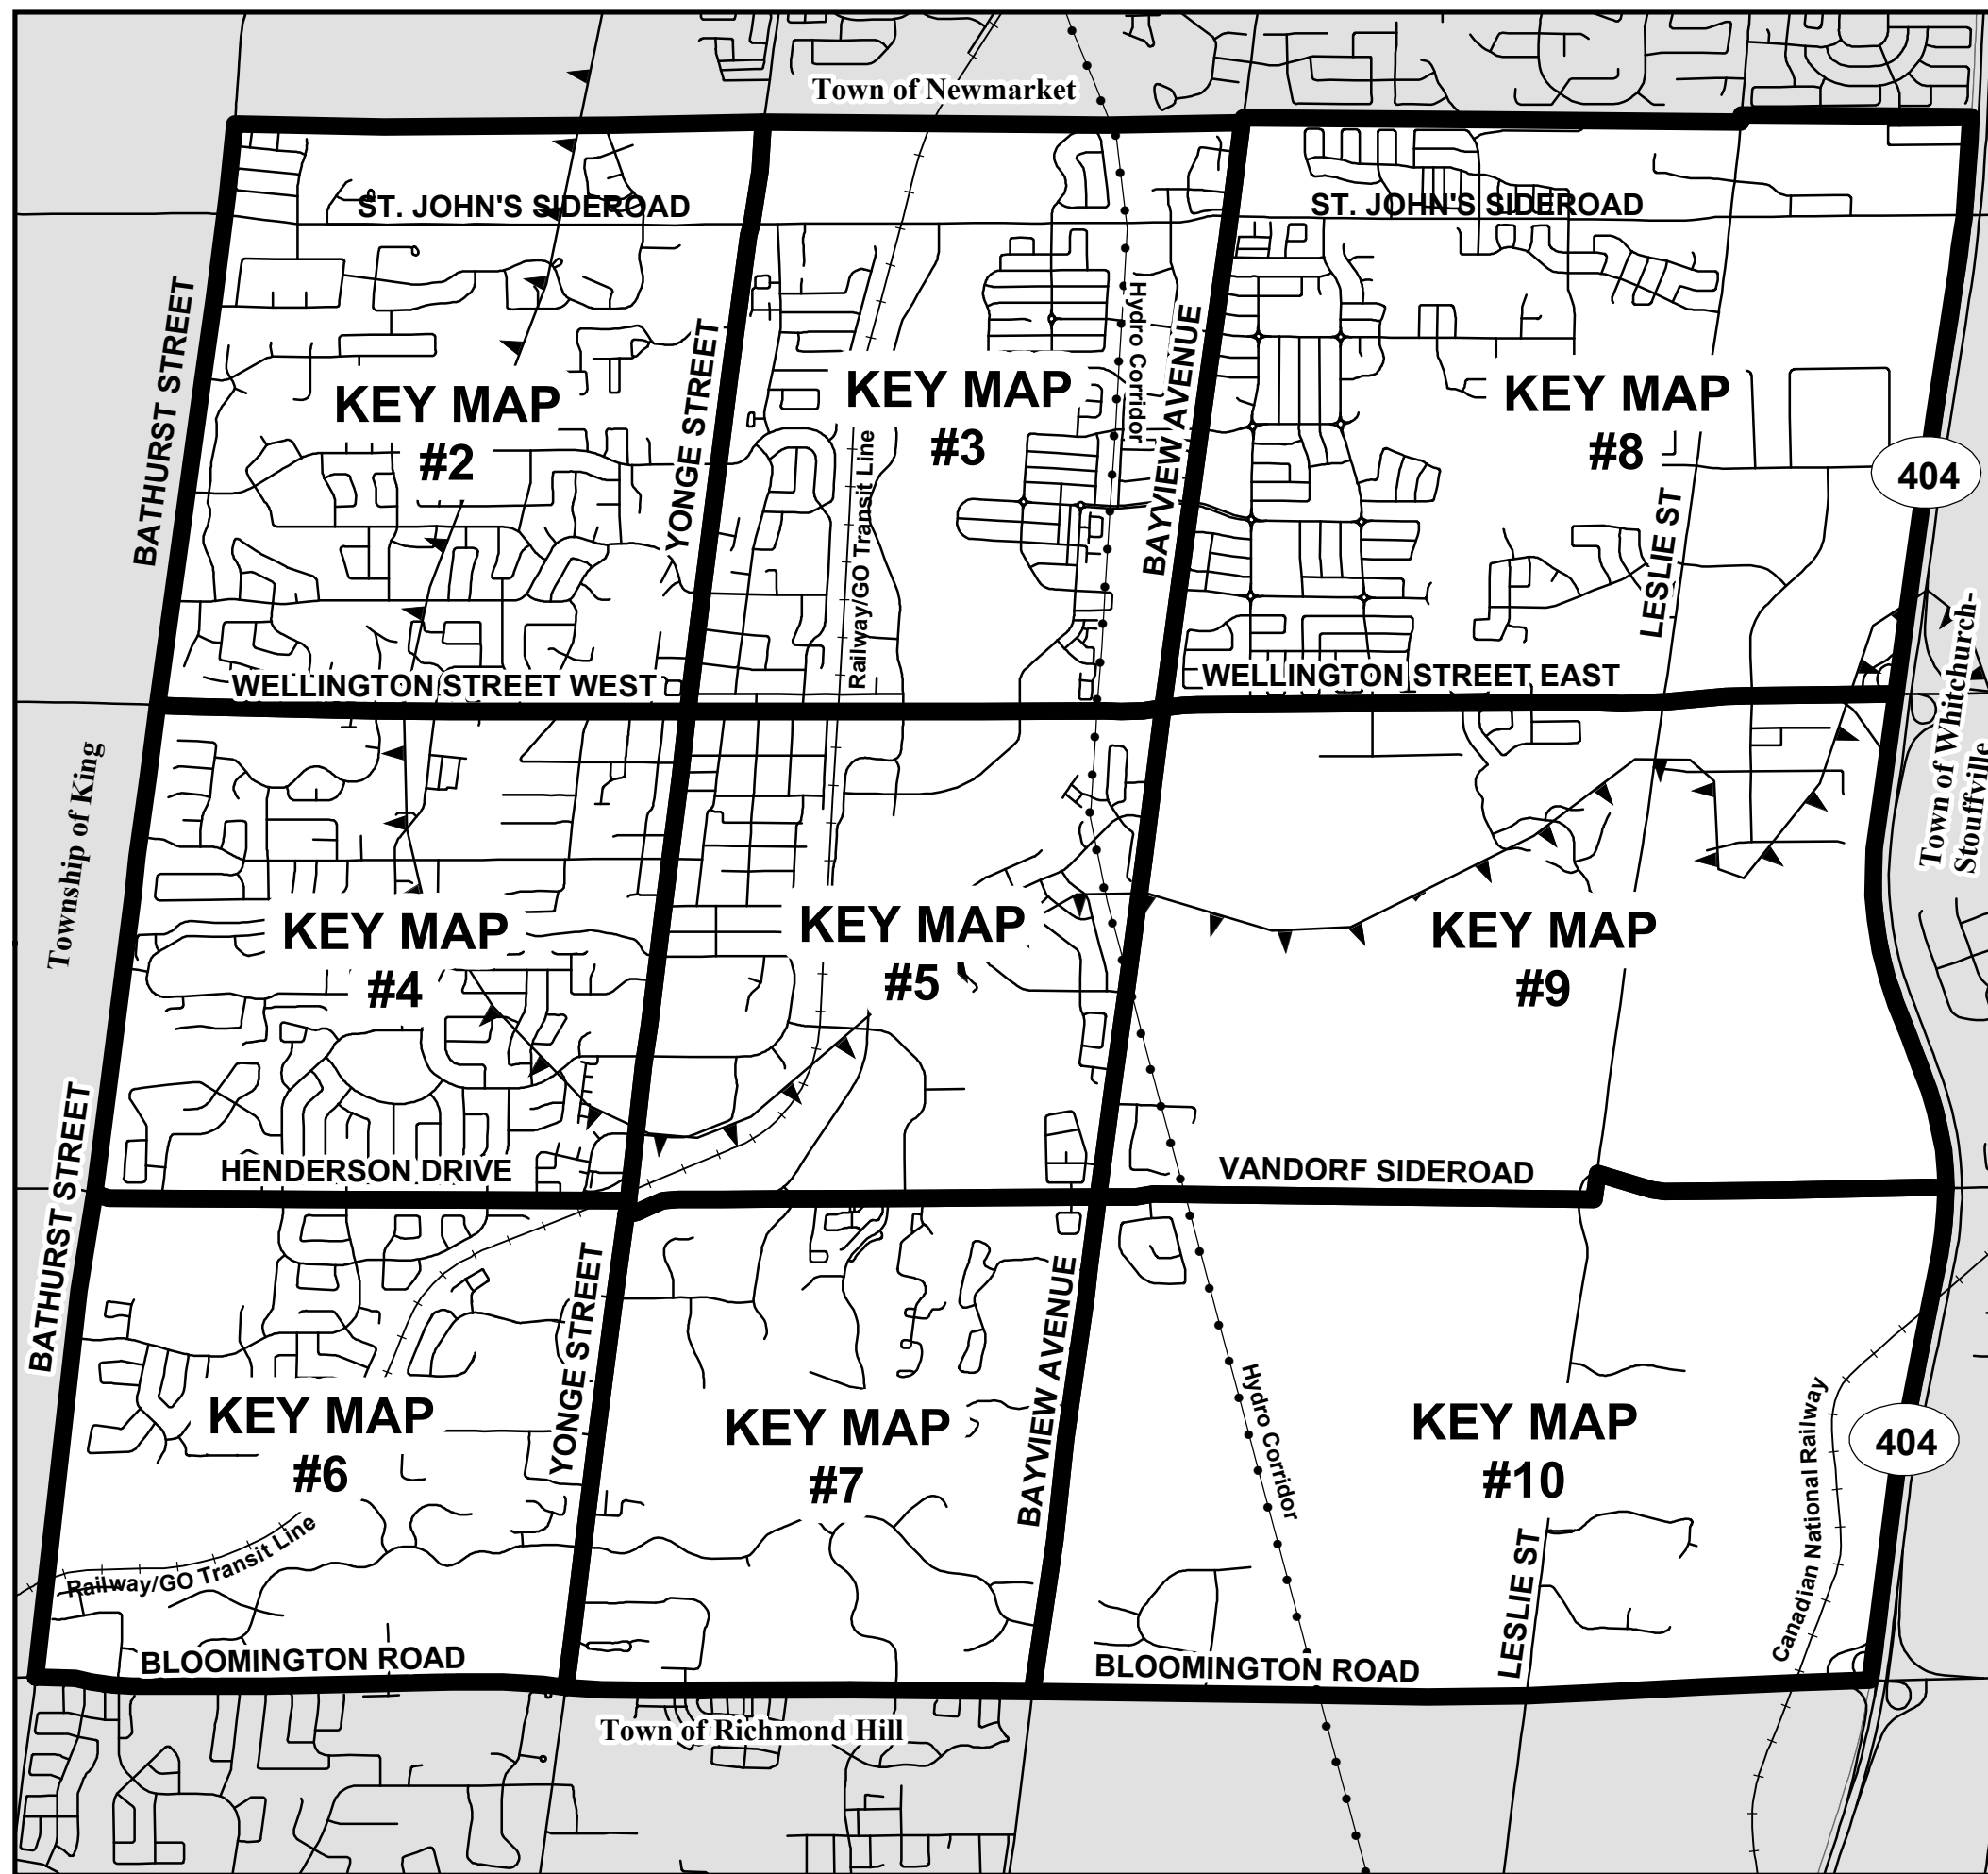 Town of Newmarket
ST. JOHN'S SIDEROAD
ST. JOHN'S SIDEROAD
BATHURST STREET
YONGE STREET
Hydro Corridor
BAYVIEW AVENUE
KEY MAP
#2
KEY MAP
#3
KEY MAP
#8
404
Railway/GO Transit Line
LESLIE ST
Town of Whitchurch-
Stouffville
WELLINGTON STREET WEST
WELLINGTON STREET EAST
Township of King
KEY MAP
#4
KEY MAP
#5
KEY MAP
#9
BATHURST STREET
HENDERSON DRIVE
VANDORF SIDEROAD
YONGE STREET
BAYVIEW AVENUE
KEY MAP
#6
KEY MAP
#7
Hydro Corridor
KEY MAP
#10
Canadian National Railway
404
Railway/GO Transit Line
LESLIE ST
BLOOMINGTON ROAD
BLOOMINGTON ROAD
Town of Richmond Hill